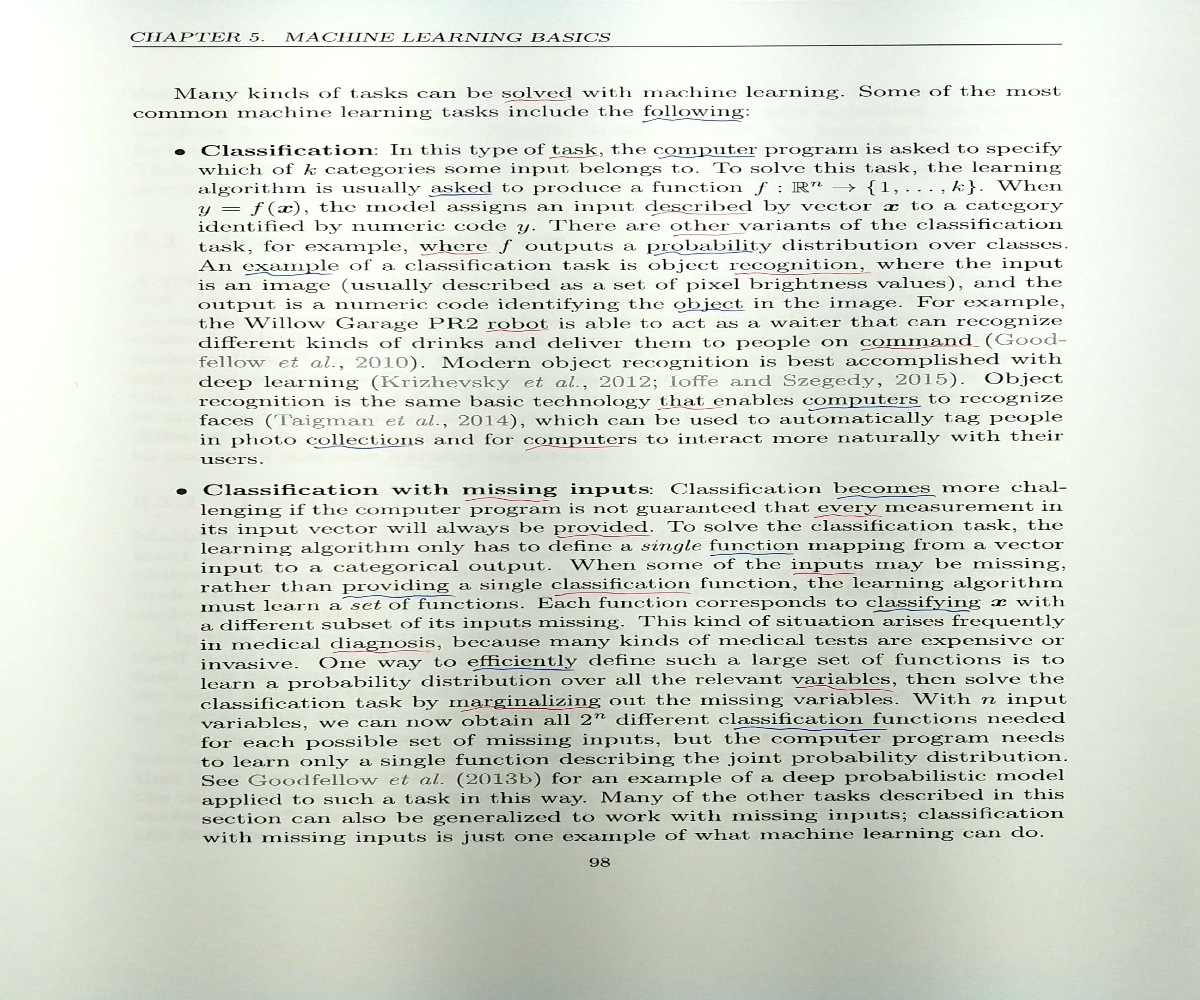 CHAPTER 5. MACHINE LEARNING BASICS
Many kinds of tasks can be solved with machine learning. Some of the most
common machine learning tasks include the following:
• Classification: In this type of task, the computer program is asked to specify
which of k categories some input belongs to. To solve this task, the learning
algorithm is usually asked to produce a function f : ℝⁿ → {1, . . . , k}. When
y = f(x), the model assigns an input described by vector x to a category
identified by numeric code y. There are other variants of the classification
task, for example, where f outputs a probability distribution over classes.
An example of a classification task is object recognition, where the input
is an image (usually described as a set of pixel brightness values), and the
output is a numeric code identifying the object in the image. For example,
the Willow Garage PR2 robot is able to act as a waiter that can recognize
different kinds of drinks and deliver them to people on command (Good-
fellow et al., 2010). Modern object recognition is best accomplished with
deep learning (Krizhevsky et al., 2012; Ioffe and Szegedy, 2015). Object
recognition is the same basic technology that enables computers to recognize
faces (Taigman et al., 2014), which can be used to automatically tag people
in photo collections and for computers to interact more naturally with their
users.
• Classification with missing inputs: Classification becomes more chal-
lenging if the computer program is not guaranteed that every measurement in
its input vector will always be provided. To solve the classification task, the
learning algorithm only has to define a single function mapping from a vector
input to a categorical output. When some of the inputs may be missing,
rather than providing a single classification function, the learning algorithm
must learn a set of functions. Each function corresponds to classifying x with
a different subset of its inputs missing. This kind of situation arises frequently
in medical diagnosis, because many kinds of medical tests are expensive or
invasive. One way to efficiently define such a large set of functions is to
learn a probability distribution over all the relevant variables, then solve the
classification task by marginalizing out the missing variables. With n input
variables, we can now obtain all 2ⁿ different classification functions needed
for each possible set of missing inputs, but the computer program needs
to learn only a single function describing the joint probability distribution.
See Goodfellow et al. (2013b) for an example of a deep probabilistic model
applied to such a task in this way. Many of the other tasks described in this
section can also be generalized to work with missing inputs; classification
with missing inputs is just one example of what machine learning can do.
98